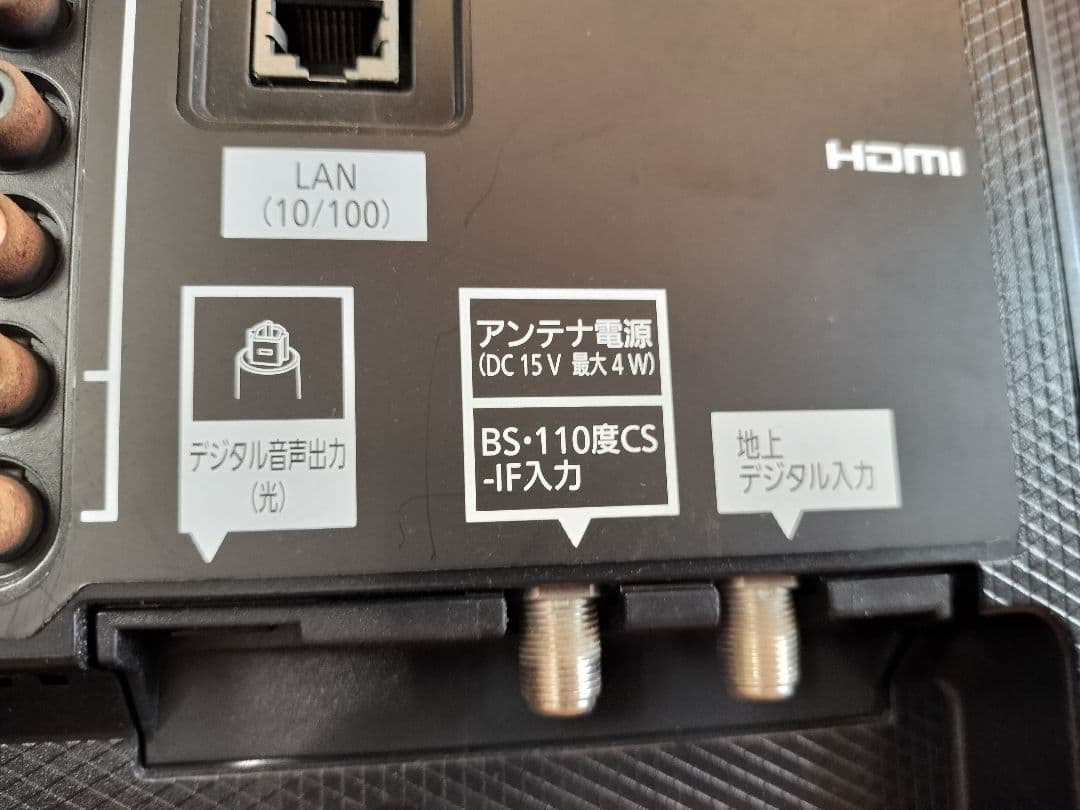 HDMI
LAN
(10/100)
アンテナ電源
(DC 15 V 最大 4 W)
BS・110度CS
-IF入力
地上
デジタル入力
デジタル音声出力
(光)